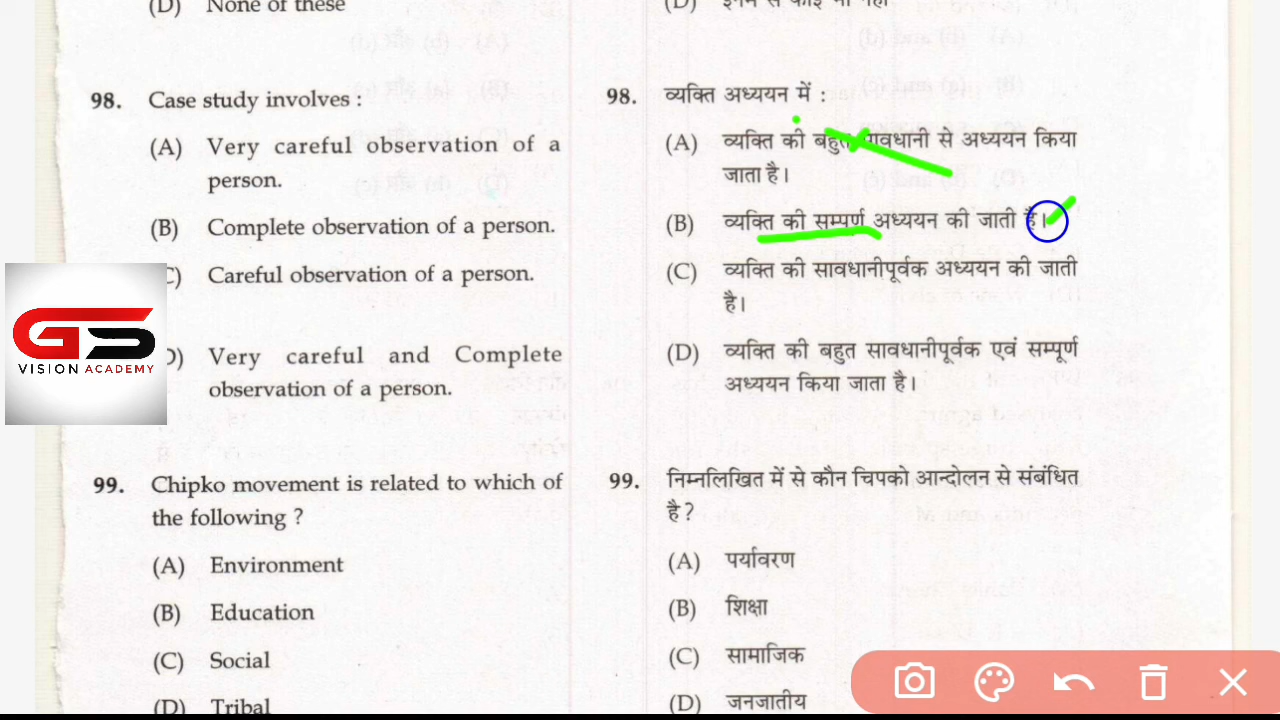 (D) None of these
98. Case study involves :
(A) Very careful observation of a
person.
(B) Complete observation of a person.
C) Careful observation of a person.
D) Very careful and Complete
observation of a person.
99. Chipko movement is related to which of
the following ?
(A) Environment
(B) Education
(C) Social
(D) Tribal
(D) इनमें से कोई भी नहीं
98. व्यक्ति अध्ययन में :
(A) व्यक्ति की बहुत सावधानी से अध्ययन किया
जाता है।
(B) व्यक्ति की सम्पूर्ण अध्ययन की जाती है।
(C) व्यक्ति की सावधानीपूर्वक अध्ययन की जाती
है।
(D) व्यक्ति की बहुत सावधानीपूर्वक एवं सम्पूर्ण
अध्ययन किया जाता है।
99. निम्नलिखित में से कौन चिपको आन्दोलन से संबंधित
है ?
(A) पर्यावरण
(B) शिक्षा
(C) सामाजिक
(D) जनजातीय
GS
VISION ACADEMY